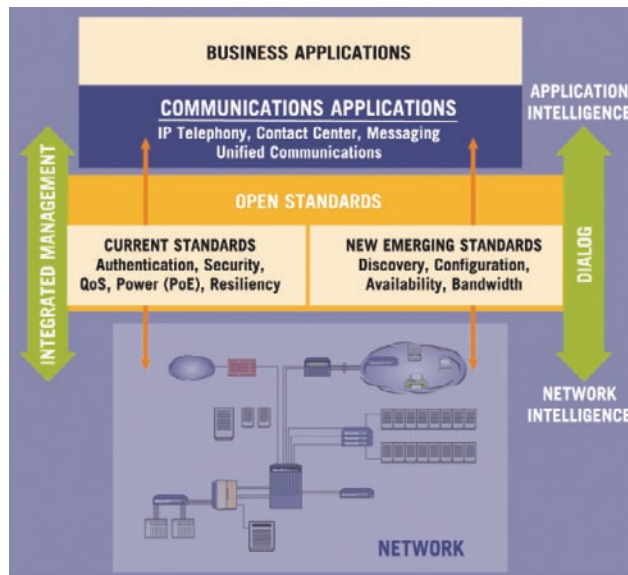 BUSINESS APPLICATIONS
COMMUNICATIONS APPLICATIONS
IP Telephony, Contact Center, Messaging
Unified Communications
APPLICATION
INTELLIGENCE
INTEGRATED MANAGEMENT
OPEN STANDARDS
CURRENT STANDARDS
Authentication, Security,
QoS, Power (PoE), Resiliency
NEW EMERGING STANDARDS
Discovery, Configuration,
Availability, Bandwidth
DIALOG
NETWORK
INTELLIGENCE
NETWORK